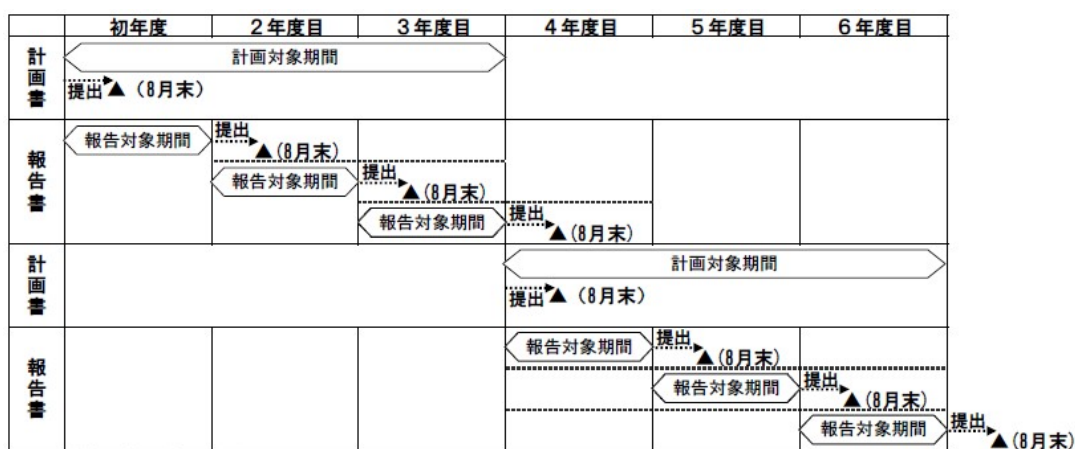 初年度 2年度目 3年度目 4年度目 5年度目 6年度目
計画書
計画対象期間
提出▲（8月末）
報告書
報告対象期間 提出▲(8月末)
報告対象期間 提出▲(8月末)
報告対象期間 提出▲(8月末)
計画書
計画対象期間
提出▲（8月末）
報告書
報告対象期間 提出▲(8月末)
報告対象期間 提出▲(8月末)
報告対象期間 提出▲(8月末)